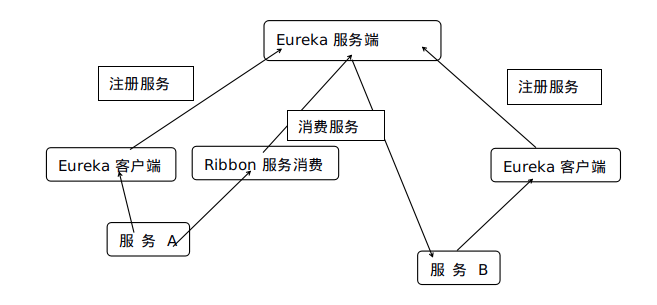 Eureka 服务端
注册服务
注册服务
消费服务
Eureka 客户端
Ribbon 服务消费
Eureka 客户端
服 务 A
服 务 B